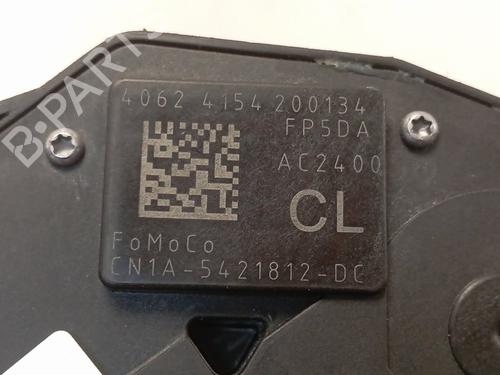 B-PARTS
4062 4154 200134
FP5DA
AC2400
CL
FoMoCo
CN1A-5421812-DC